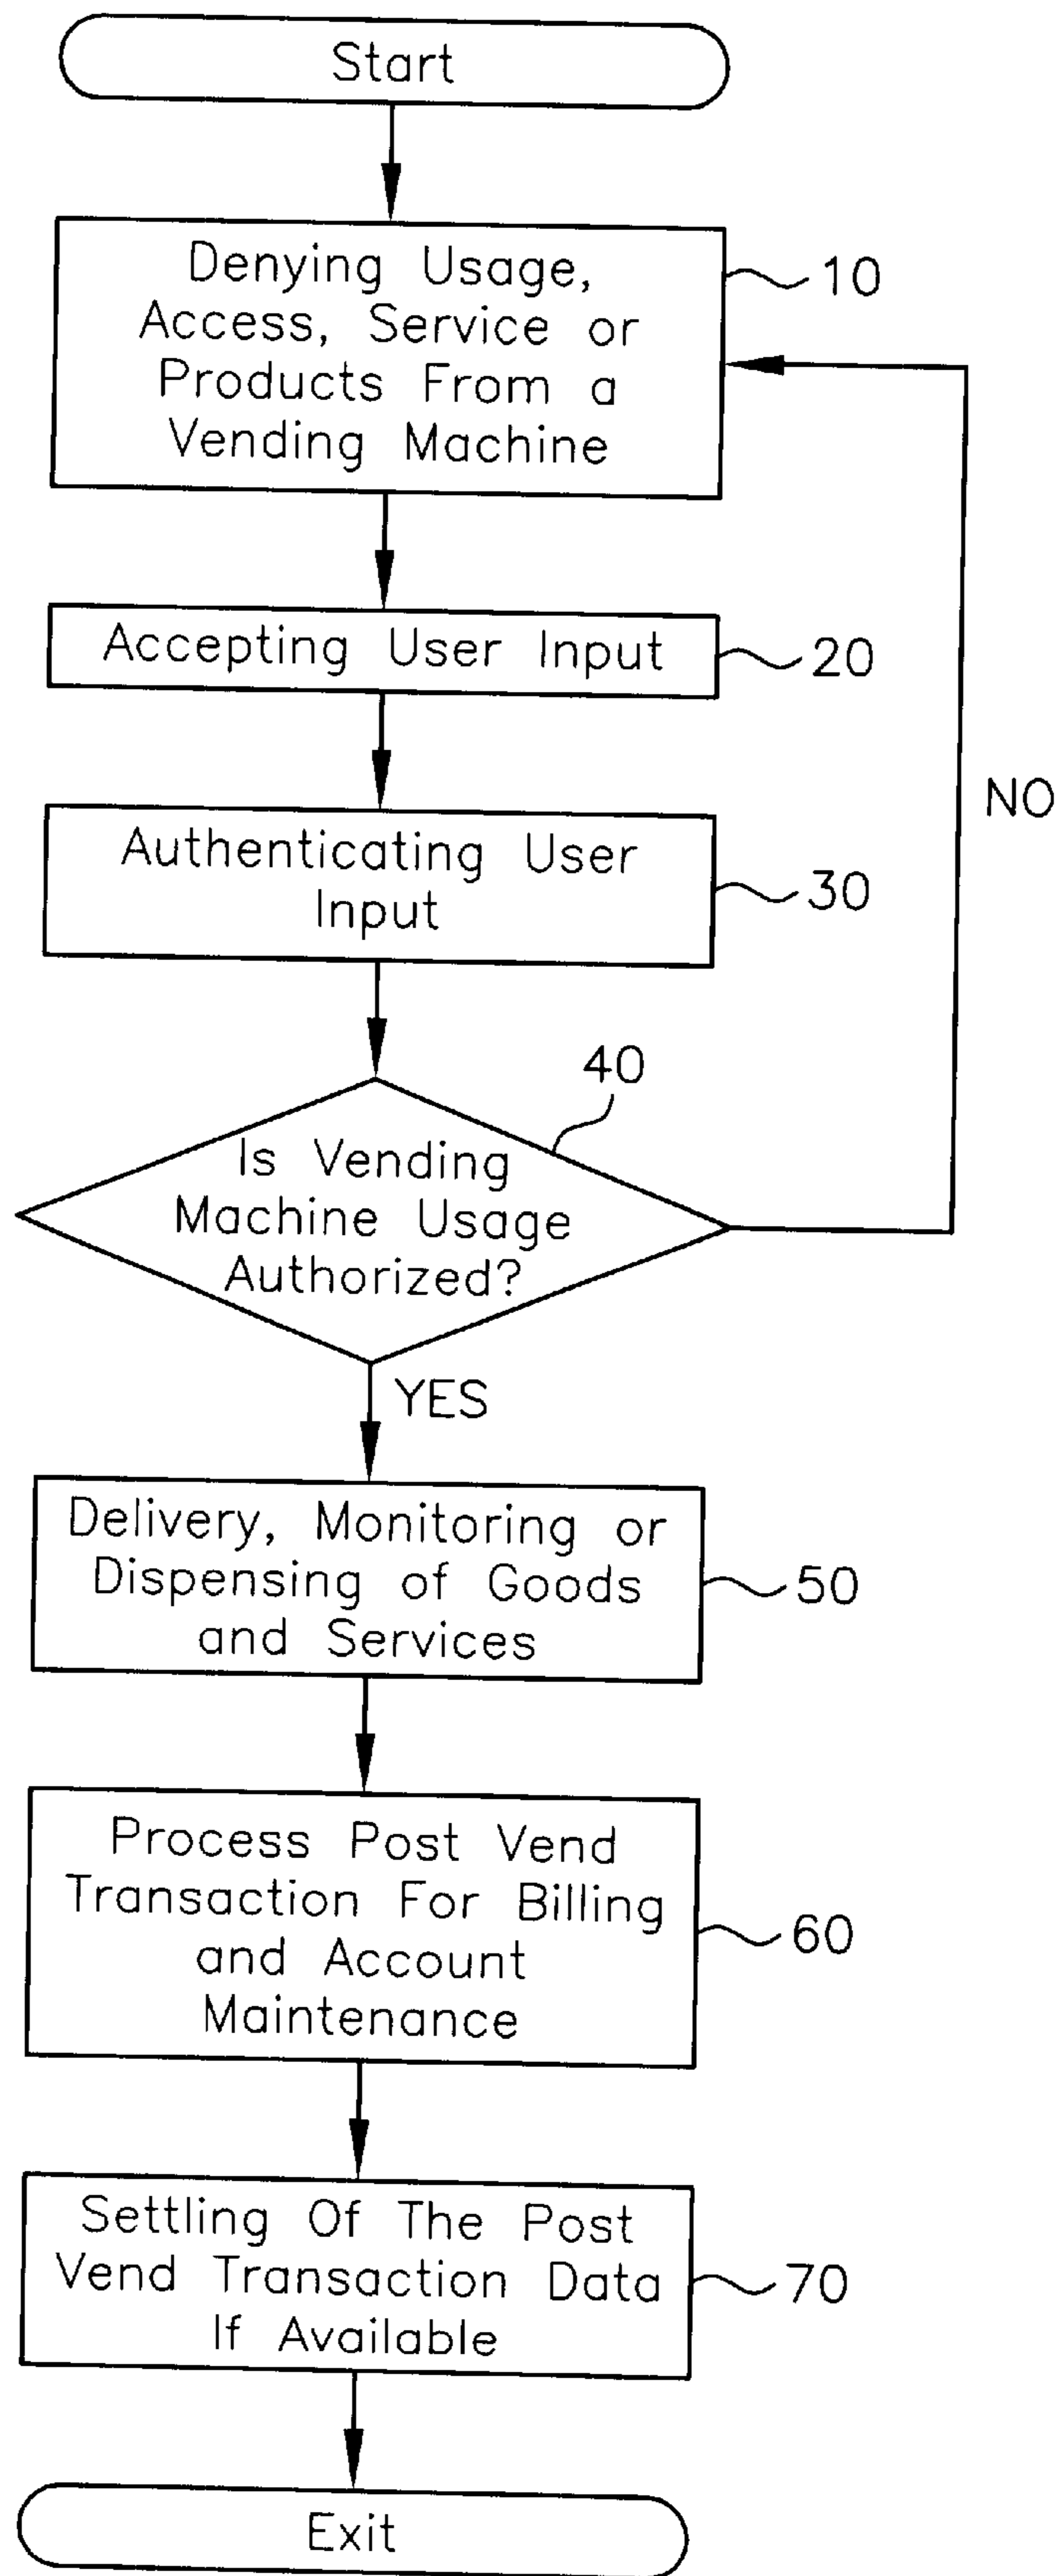 Start
Denying Usage,
Access, Service or
Products From a
Vending Machine
10
Accepting User Input
20
NO
Authenticating User
Input
30
40
Is Vending
Machine Usage
Authorized?
YES
Delivery, Monitoring or
Dispensing of Goods
and Services
50
Process Post Vend
Transaction For Billing
and Account
Maintenance
60
Settling Of The Post
Vend Transaction Data
If Available
70
Exit